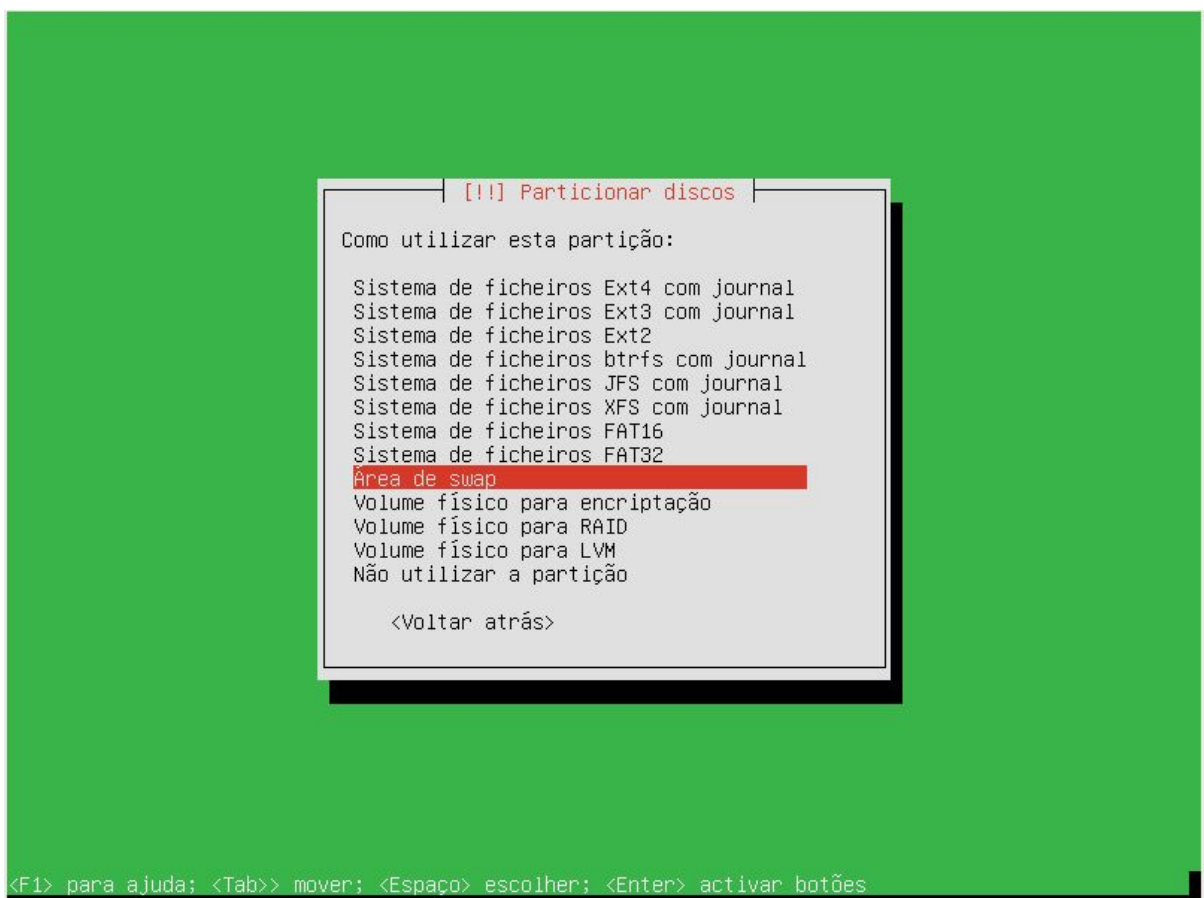 [!!] Particionar discos
Como utilizar esta partição:
Sistema de ficheiros Ext4 com journal
Sistema de ficheiros Ext3 com journal
Sistema de ficheiros Ext2
Sistema de ficheiros btrfs com journal
Sistema de ficheiros JFS com journal
Sistema de ficheiros XFS com journal
Sistema de ficheiros FAT16
Sistema de ficheiros FAT32
Área de swap
Volume físico para encriptação
Volume físico para RAID
Volume físico para LVM
Não utilizar a partição
<Voltar atrás>
<F1> para ajuda; <Tab>> mover; <Espaço> escolher; <Enter> activar botões